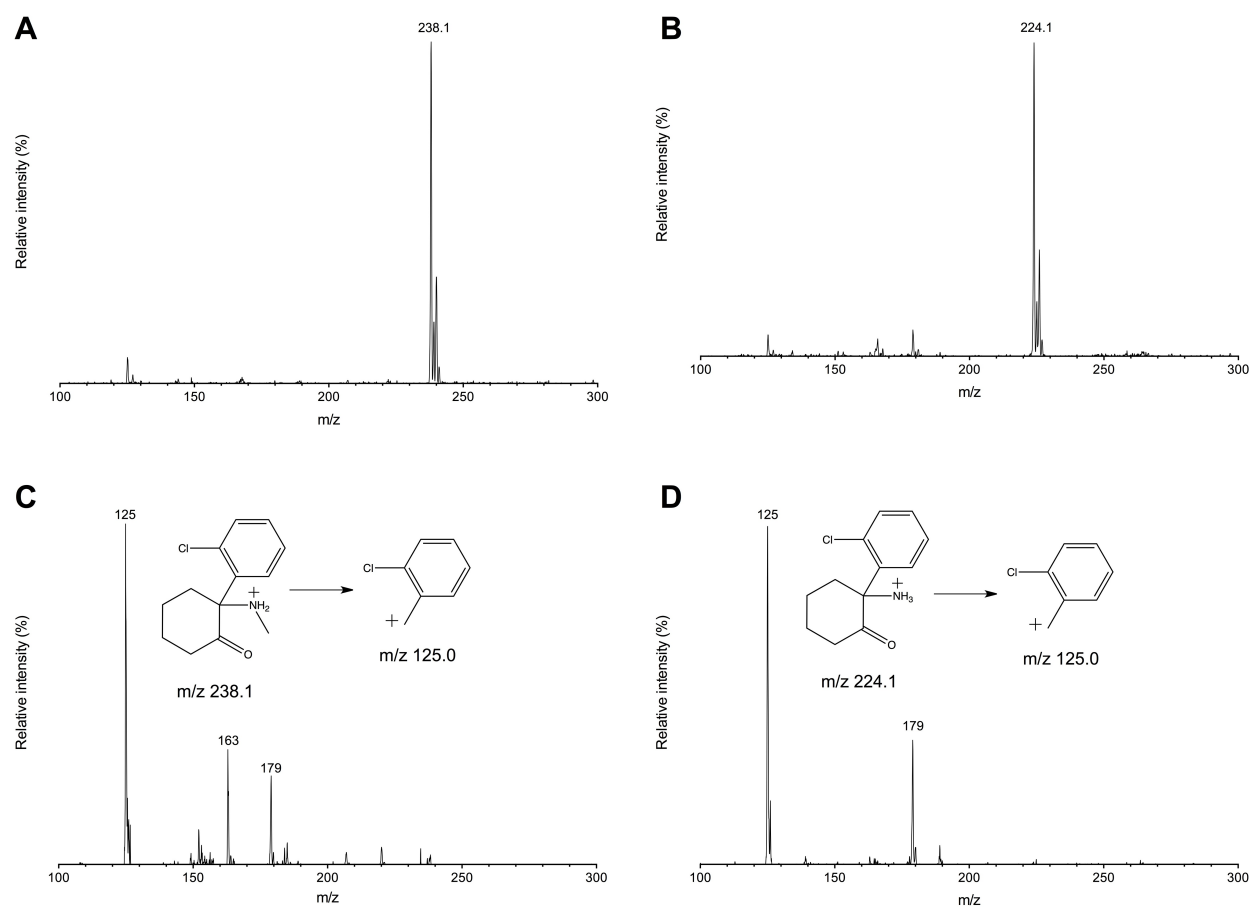 A
238.1
Relative intensity (%)
100 150 200 250 300
m/z
B
224.1
Relative intensity (%)
100 150 200 250 300
m/z
C
125
Cl
NH2
+
O
m/z 238.1
Cl
+
m/z 125.0
163
179
Relative intensity (%)
100 150 200 250 300
m/z
D
125
Cl
+
NH3
O
m/z 224.1
Cl
+
m/z 125.0
179
Relative intensity (%)
100 150 200 250 300
m/z